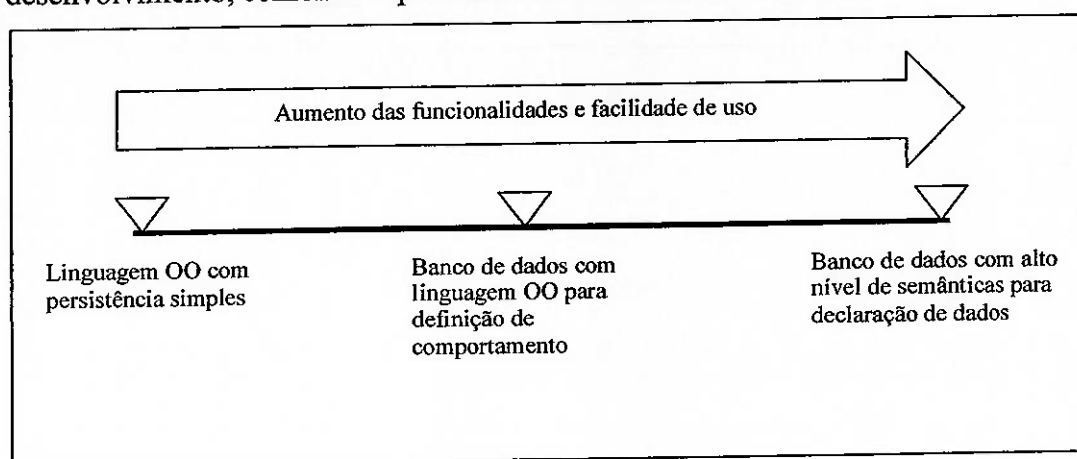 desenvolvimento,
Aumento das funcionalidades e facilidade de uso
Linguagem OO com
persistência simples
Banco de dados com
linguagem OO para
definição de
comportamento
Banco de dados com alto
nível de semânticas para
declaração de dados